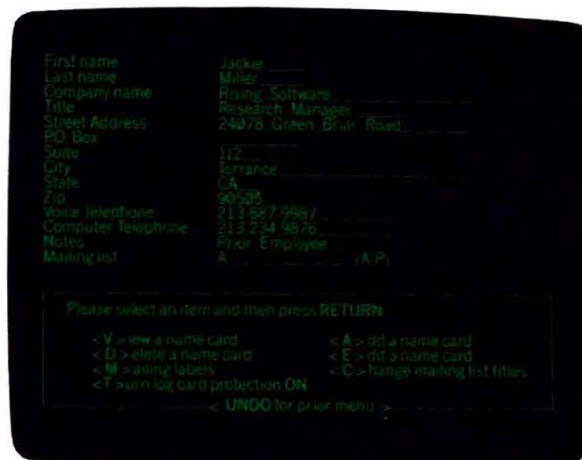 First name Jackie
Last name Miller
Company name Rising Software
Title Research Manager
Street Address 24078 Green Briar Road
PO Box
Suite 112
City Torrance
State CA
Zip 90505
Voice Telephone 213 687 9987
Computer Telephone 213 234 9876
Notes Prior Employee
Mailing list A (A-P)
Please select an item and then press RETURN
<V>iew a name card <A>dd a name card
<D>elete a name card <E>dit a name card
<M>ailing labels <C>hange mailing list titles
<T>urn log card protection ON
< UNDO for prior menu >